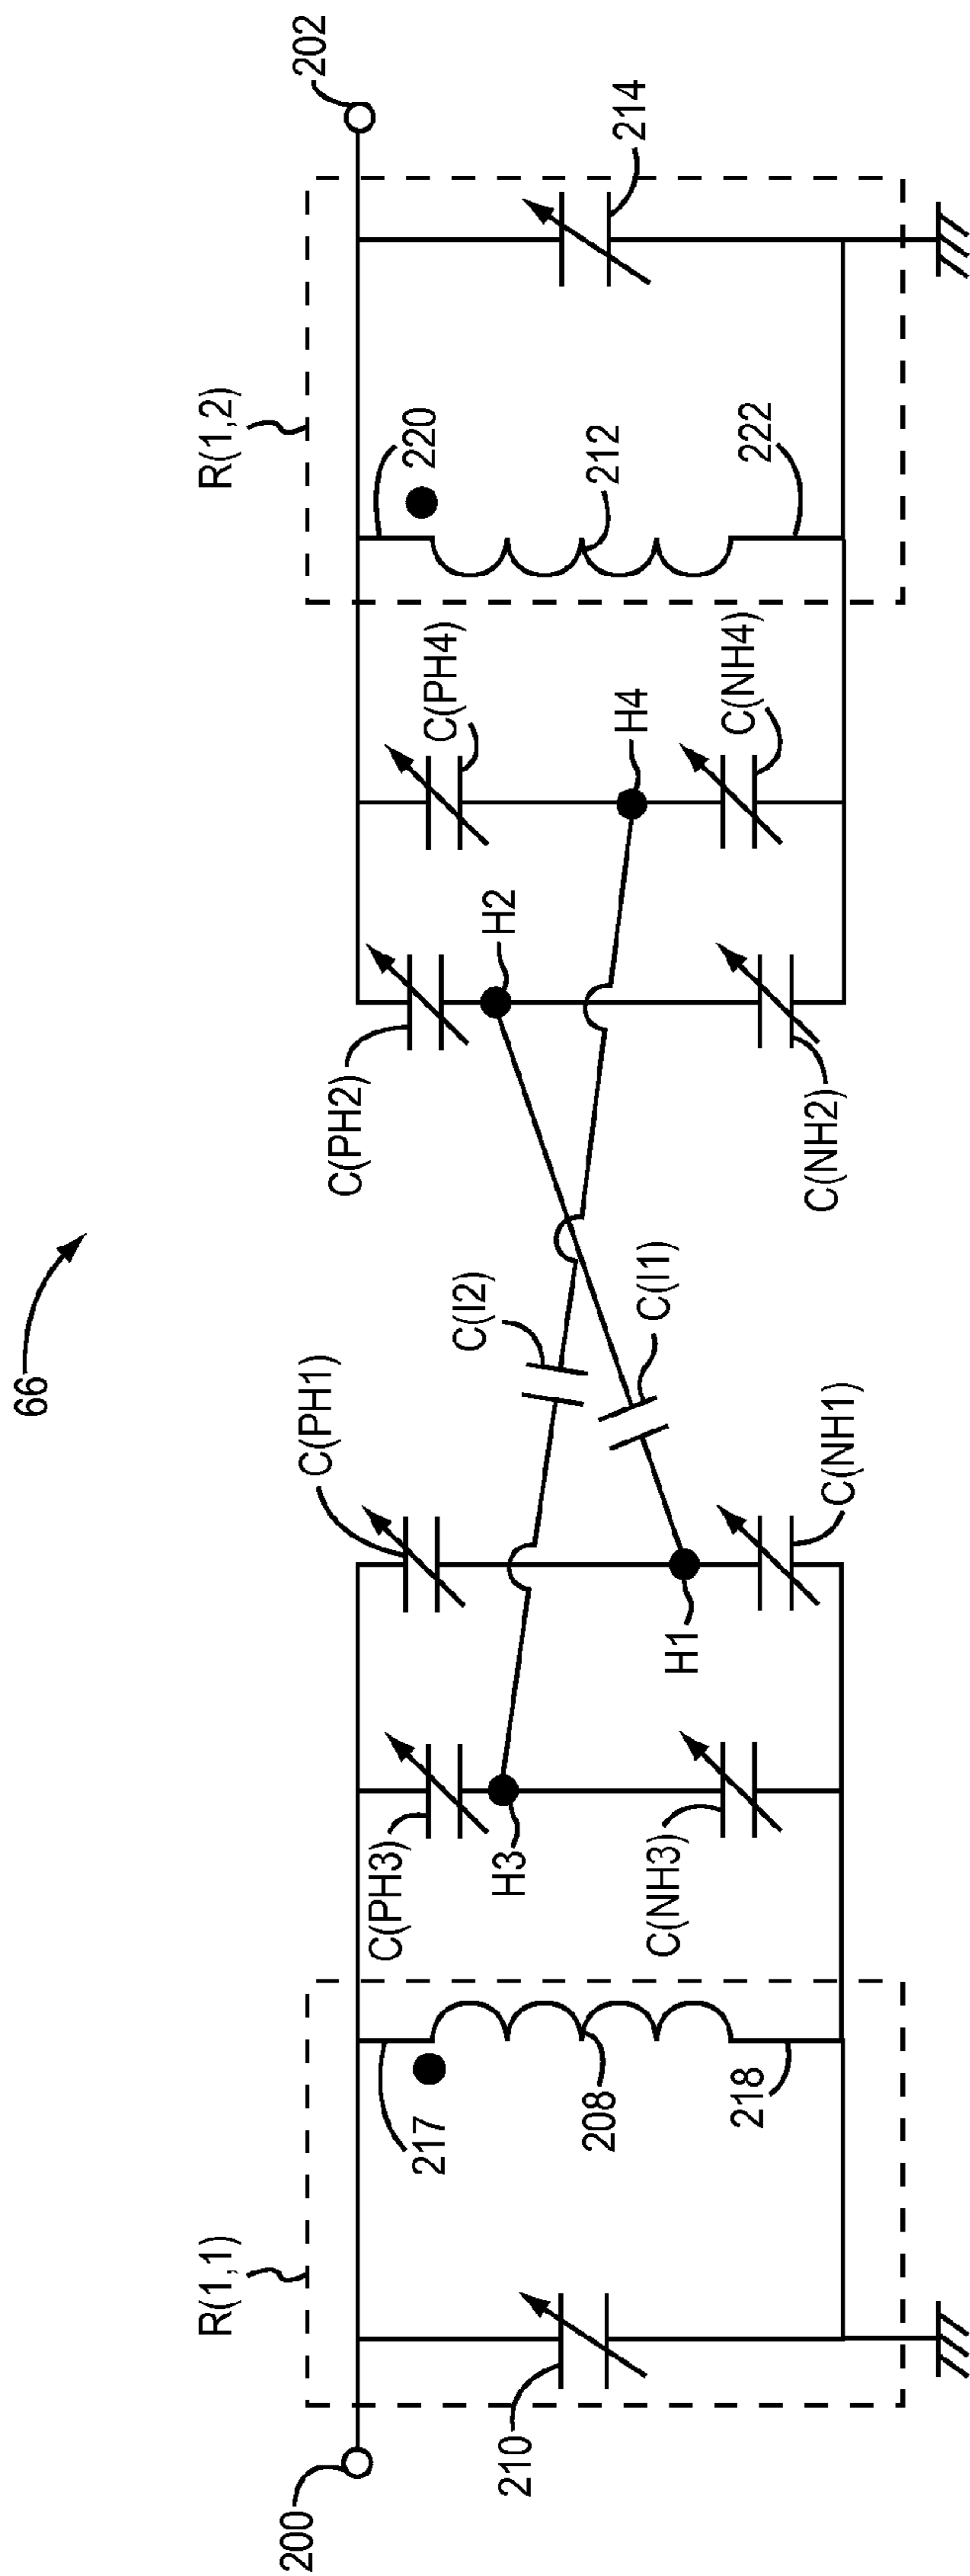 66
200
R(1,1)
210
217
208
218
C(PH3)
H3
C(NH3)
C(PH1)
H1
C(NH1)
C(I2)
C(I1)
C(PH2)
H2
C(NH2)
C(PH4)
H4
C(NH4)
R(1,2)
220
212
222
214
202